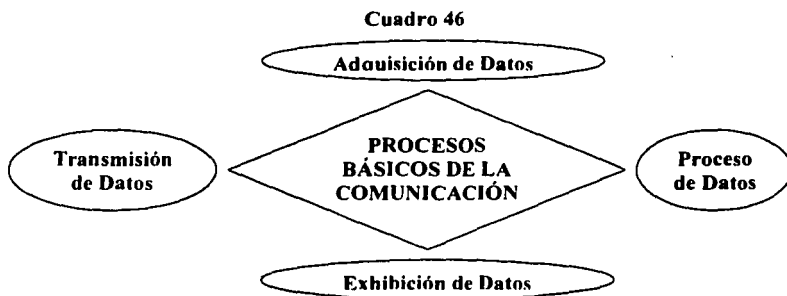 Cuadro 46
Adquisición de Datos
Transmisión
de Datos
PROCESOS
BÁSICOS DE LA
COMUNICACIÓN
Proceso
de Datos
Exhibición de Datos